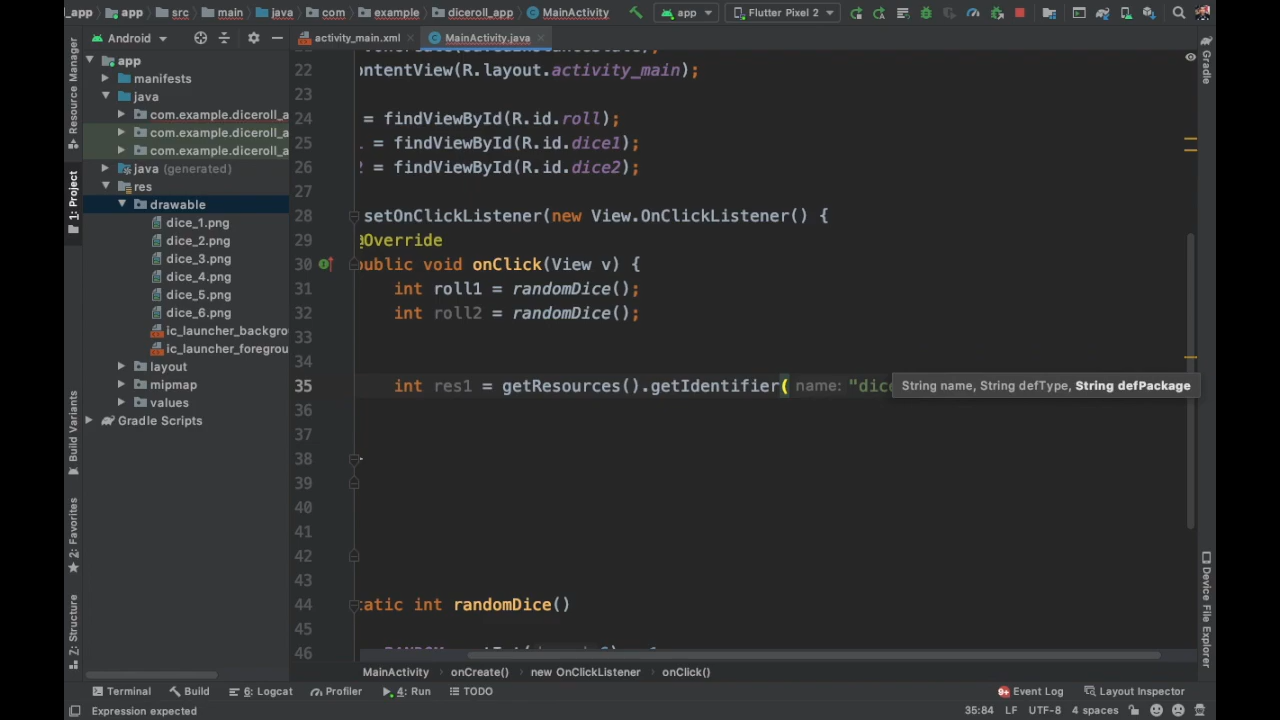 _app app src main java com example diceroll_app MainActivity app Flutter Pixel 2
Android activity_main.xml MainActivity.java
app
manifests
java
com.example.diceroll_a
com.example.diceroll_a
com.example.diceroll_a
java (generated)
res
drawable
dice_1.png
dice_2.png
dice_3.png
dice_4.png
dice_5.png
dice_6.png
ic_launcher_backgro
ic_launcher_foregrou
layout
mipmap
values
Gradle Scripts
Resource Manager
1: Project
Build Variants
2: Favorites
Z: Structure
22 ontentView(R.layout.activity_main);
23
24 = findViewById(R.id.roll);
25 = findViewById(R.id.dice1);
26 = findViewById(R.id.dice2);
27
28 setOnClickListener(new View.OnClickListener() {
29 @Override
30 public void onClick(View v) {
31 int roll1 = randomDice();
32 int roll2 = randomDice();
33
34
35 int res1 = getResources().getIdentifier( name: "dice String name, String defType, String defPackage
36
37
38
39
40
41
42
43
44 tatic int randomDice()
45
46
Gradle
Device File Explorer
MainActivity onCreate() new OnClickListener onClick()
Terminal Build 6: Logcat Profiler 4: Run TODO 9+ Event Log Layout Inspector
Expression expected 35:84 LF UTF-8 4 spaces